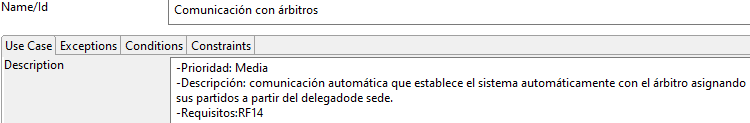 Name/Id
Comunicación con árbitros
Use Case Exceptions Conditions Constraints
Description
-Prioridad: Media
-Descripción: comunicación automática que establece el sistema automáticamente con el árbitro asignando
sus partidos a partir del delegadode sede.
-Requisitos:RF14